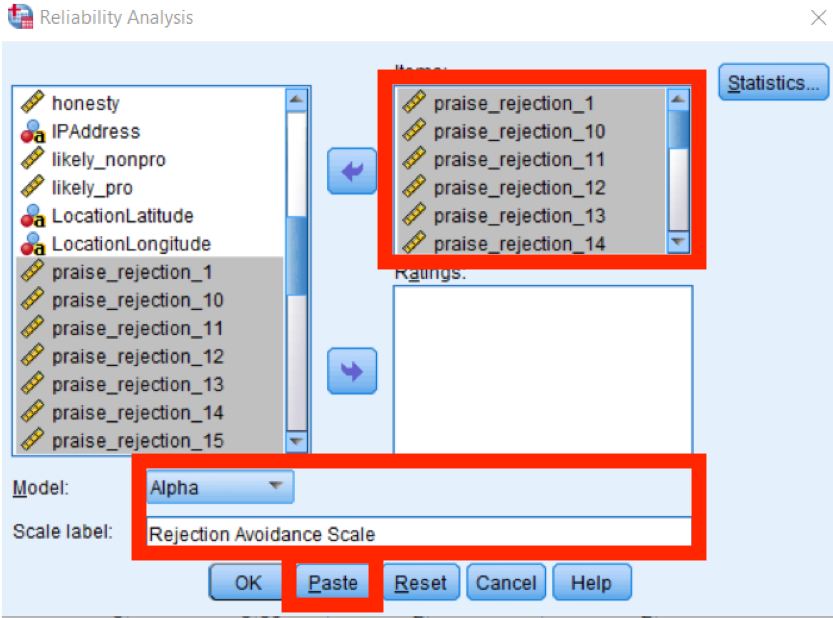 Reliability Analysis
Items:
Statistics...
honesty
IPAddress
likely_nonpro
likely_pro
LocationLatitude
LocationLongitude
praise_rejection_1
praise_rejection_10
praise_rejection_11
praise_rejection_12
praise_rejection_13
praise_rejection_14
praise_rejection_15
praise_rejection_1
praise_rejection_10
praise_rejection_11
praise_rejection_12
praise_rejection_13
praise_rejection_14
Ratings:
Model:
Alpha
Scale label:
Rejection Avoidance Scale
OK Paste Reset Cancel Help